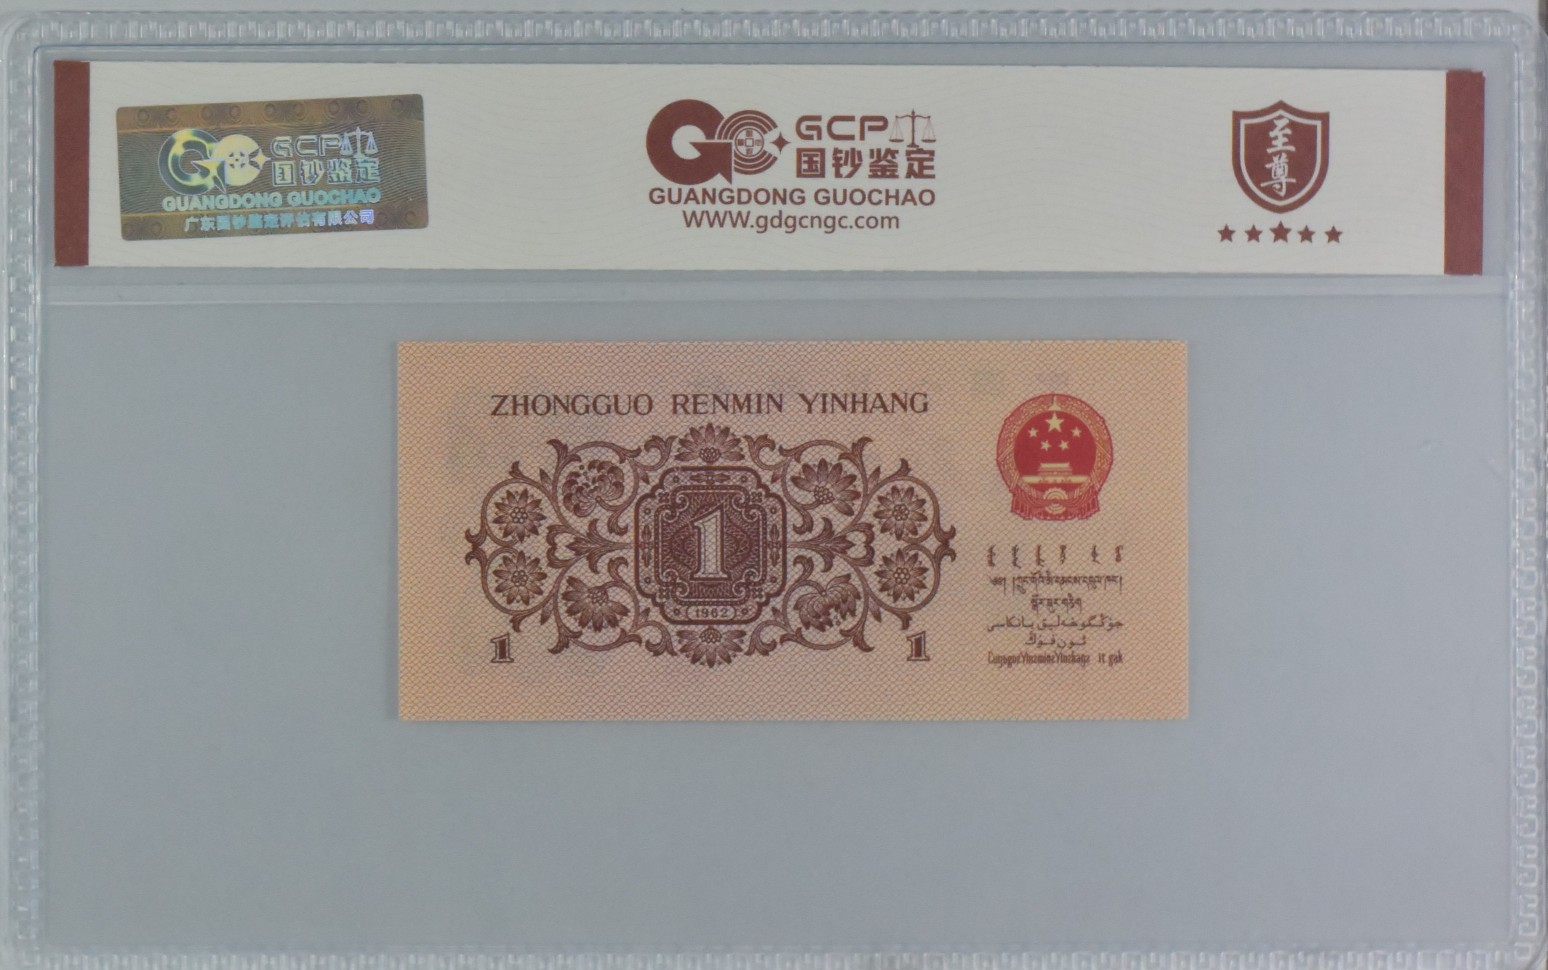 GCP
国钞鉴定
GUANGDONG GUOCHAO
广东国钞鉴定评估有限公司
GCP
国钞鉴定
GUANGDONG GUOCHAO
WWW.gdgcngc.com
至尊
ZHONGGUO RENMIN YINHANG
1
(1962)
1 1
جۇڭگوخەلىق بانكىسى